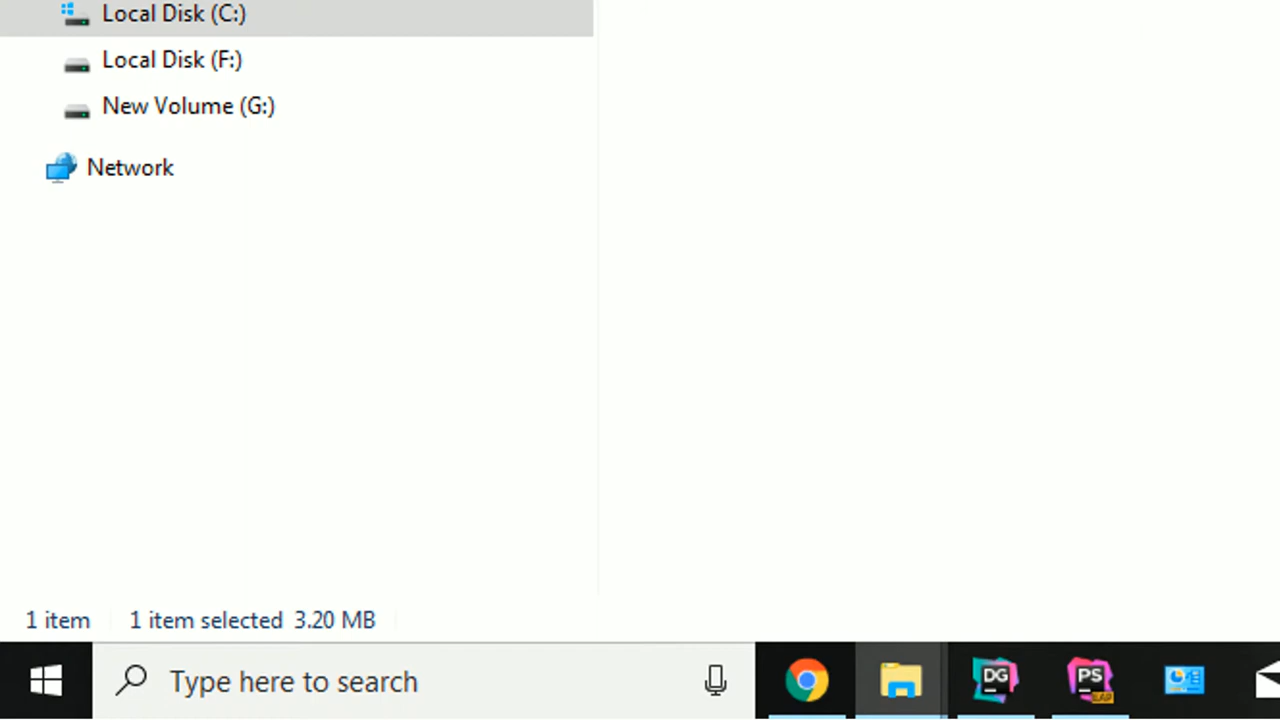 Local Disk (C:)
Local Disk (F:)
New Volume (G:)
Network
1 item 1 item selected 3.20 MB
Type here to search
DG
PS
EAP